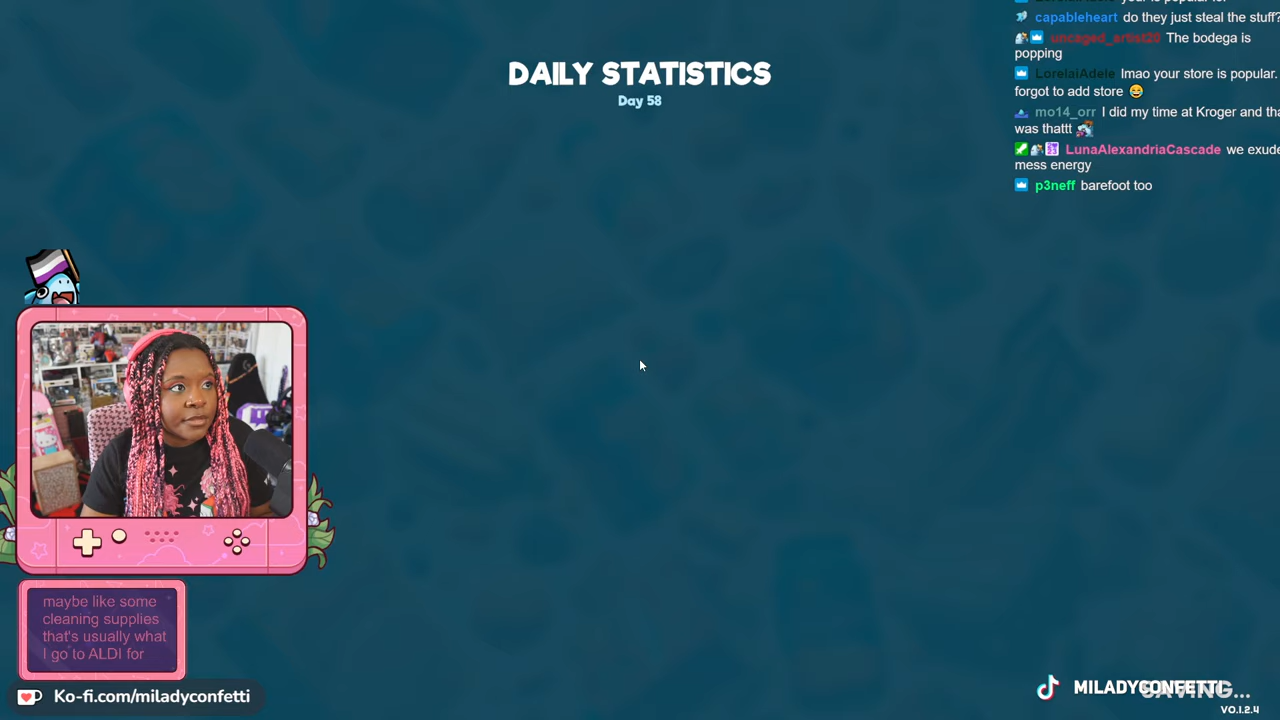 capableheart do they just steal the stuff?
uncaged_artist20 The bodega is
popping
LorelaiAdele lmao your store is popular.
forgot to add store 😂
mo14_orr I did my time at Kroger and tha
was thattt
LunaAlexandriaCascade we exude
mess energy
p3neff barefoot too
DAILY STATISTICS
Day 58
maybe like some
cleaning supplies
that's usually what
I go to ALDI for
Ko-fi.com/miladyconfetti
MILADYCONFETTI
SAVING...
V0.1.2.4